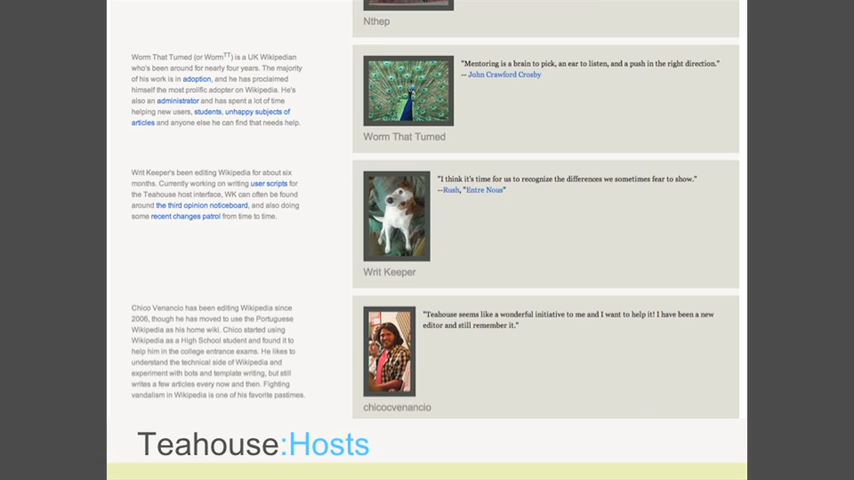 Nthep
Worm That Turned (or WormTT) is a UK Wikipedian
who's been around for nearly four years. The majority
of his work is in adoption, and he has proclaimed
himself the most prolific adopter on Wikipedia. He's
also an administrator and has spent a lot of time
helping new users, students, unhappy subjects of
articles and anyone else he can find that needs help.
"Mentoring is a brain to pick, an ear to listen, and a push in the right direction."
-- John Crawford Crosby
Worm That Turned
Writ Keeper's been editing Wikipedia for about six
months. Currently working on writing user scripts for
the Teahouse host interface, WK can often be found
around the third opinion noticeboard, and also doing
some recent changes patrol from time to time.
"I think it's time for us to recognize the differences we sometimes fear to show."
--Rush, "Entre Nous"
Writ Keeper
Chico Venancio has been editing Wikipedia since
2006, though he has moved to use the Portuguese
Wikipedia as his home wiki. Chico started using
Wikipedia as a High School student and found it to
help him in the college entrance exams. He likes to
understand the technical side of Wikipedia and
experiment with bots and template writing, but still
writes a few articles every now and then. Fighting
vandalism in Wikipedia is one of his favorite pastimes.
"Teahouse seems like a wonderful initiative to me and I want to help it! I have been a new
editor and still remember it."
chicocvenancio
Teahouse:Hosts